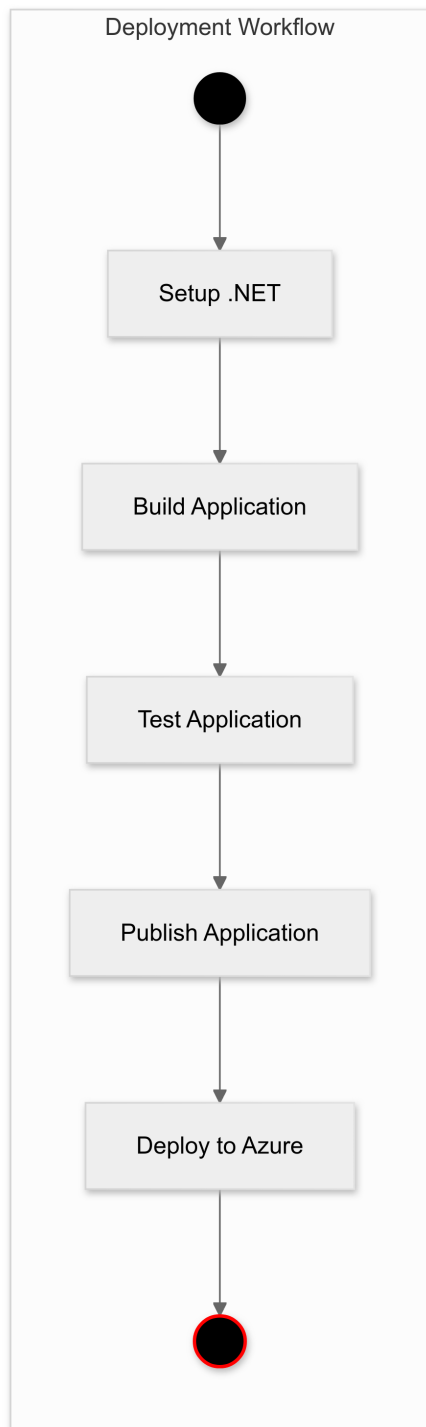 Deployment Workflow
Setup .NET
Build Application
Test Application
Publish Application
Deploy to Azure